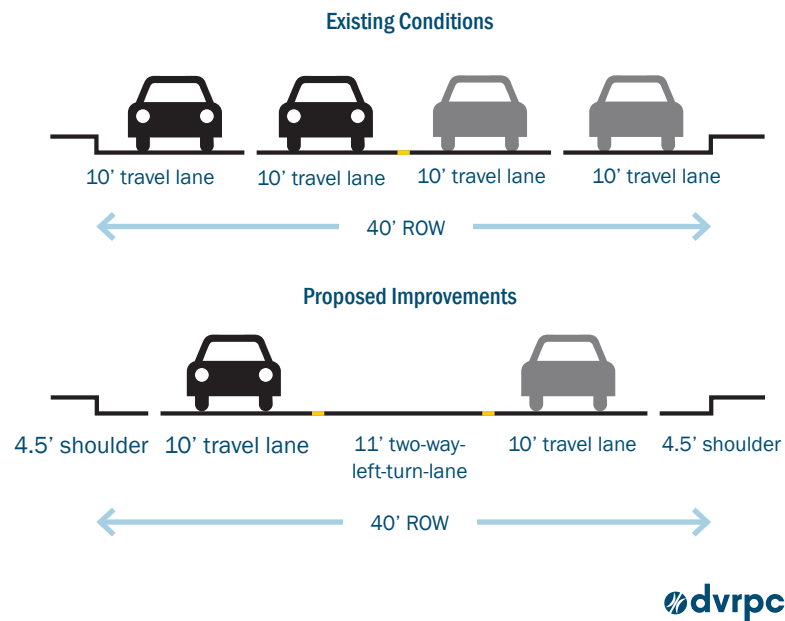 Existing Conditions
10’ travel lane
10’ travel lane
10’ travel lane
10’ travel lane
40’ ROW
Proposed Improvements
4.5’ shoulder
10’ travel lane
11’ two-way-
left-turn-lane
10’ travel lane
4.5’ shoulder
40’ ROW
dvrpc